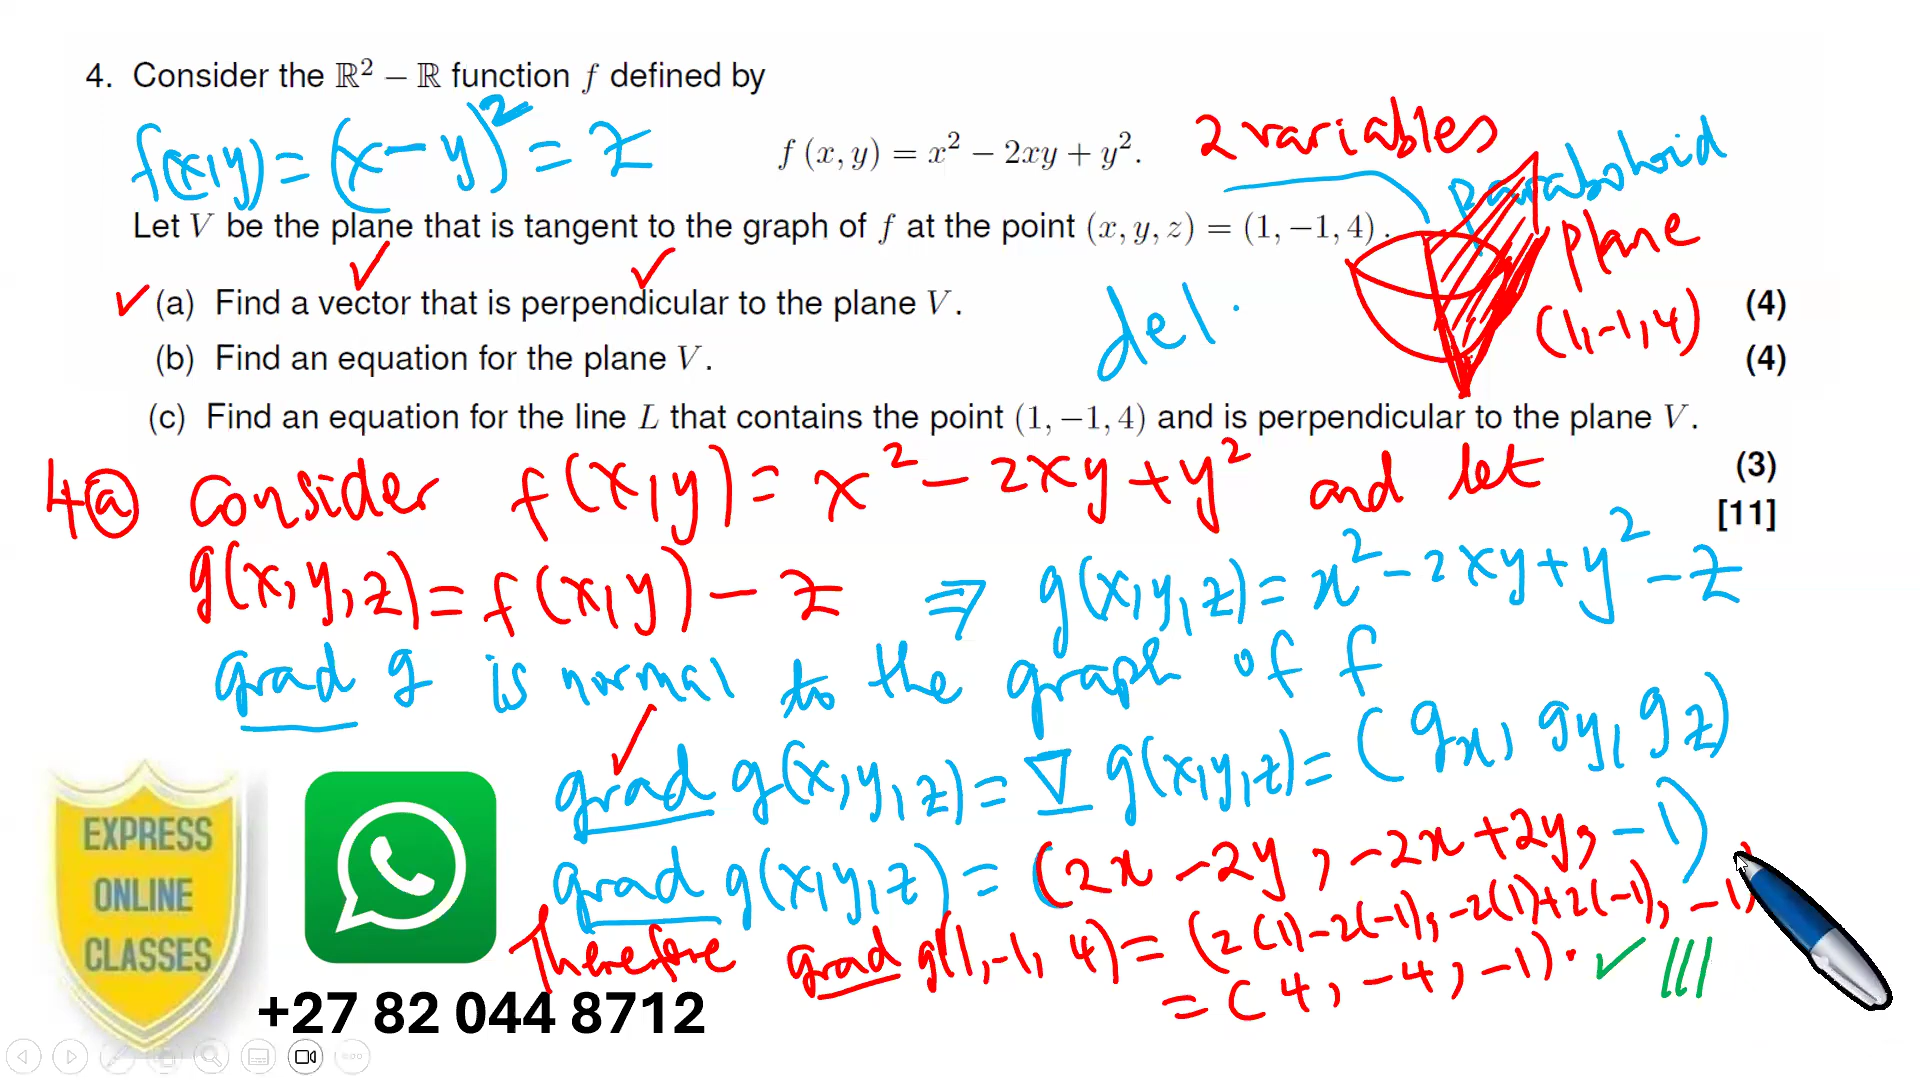 4. Consider the ℝ² − ℝ function f defined by
f(x,y) = (x−y)² = z
f (x, y) = x² − 2xy + y².
2 variables
paraboloid
Let V be the plane that is tangent to the graph of f at the point (x, y, z) = (1, −1, 4).
plane
(a) Find a vector that is perpendicular to the plane V. (4)
del.
(1,-1,4)
(b) Find an equation for the plane V. (4)
(c) Find an equation for the line L that contains the point (1, −1, 4) and is perpendicular to the plane V.
(3)
[11]
4(a) Consider f(x,y) = x² − 2xy + y² and let
g(x,y,z) = f(x,y) − z ⇒ g(x,y,z) = x² − 2xy + y² − z
grad g is normal to the graph of f
grad g(x,y,z) = ∇ g(x,y,z) = (gx, gy, gz)
grad g(x,y,z) = (2x − 2y, −2x + 2y, −1)
Therefore grad g(1,−1,4) = (2(1)−2(−1), −2(1)+2(−1), −1)
= (4, −4, −1).
EXPRESS
ONLINE
CLASSES
+27 82 044 8712